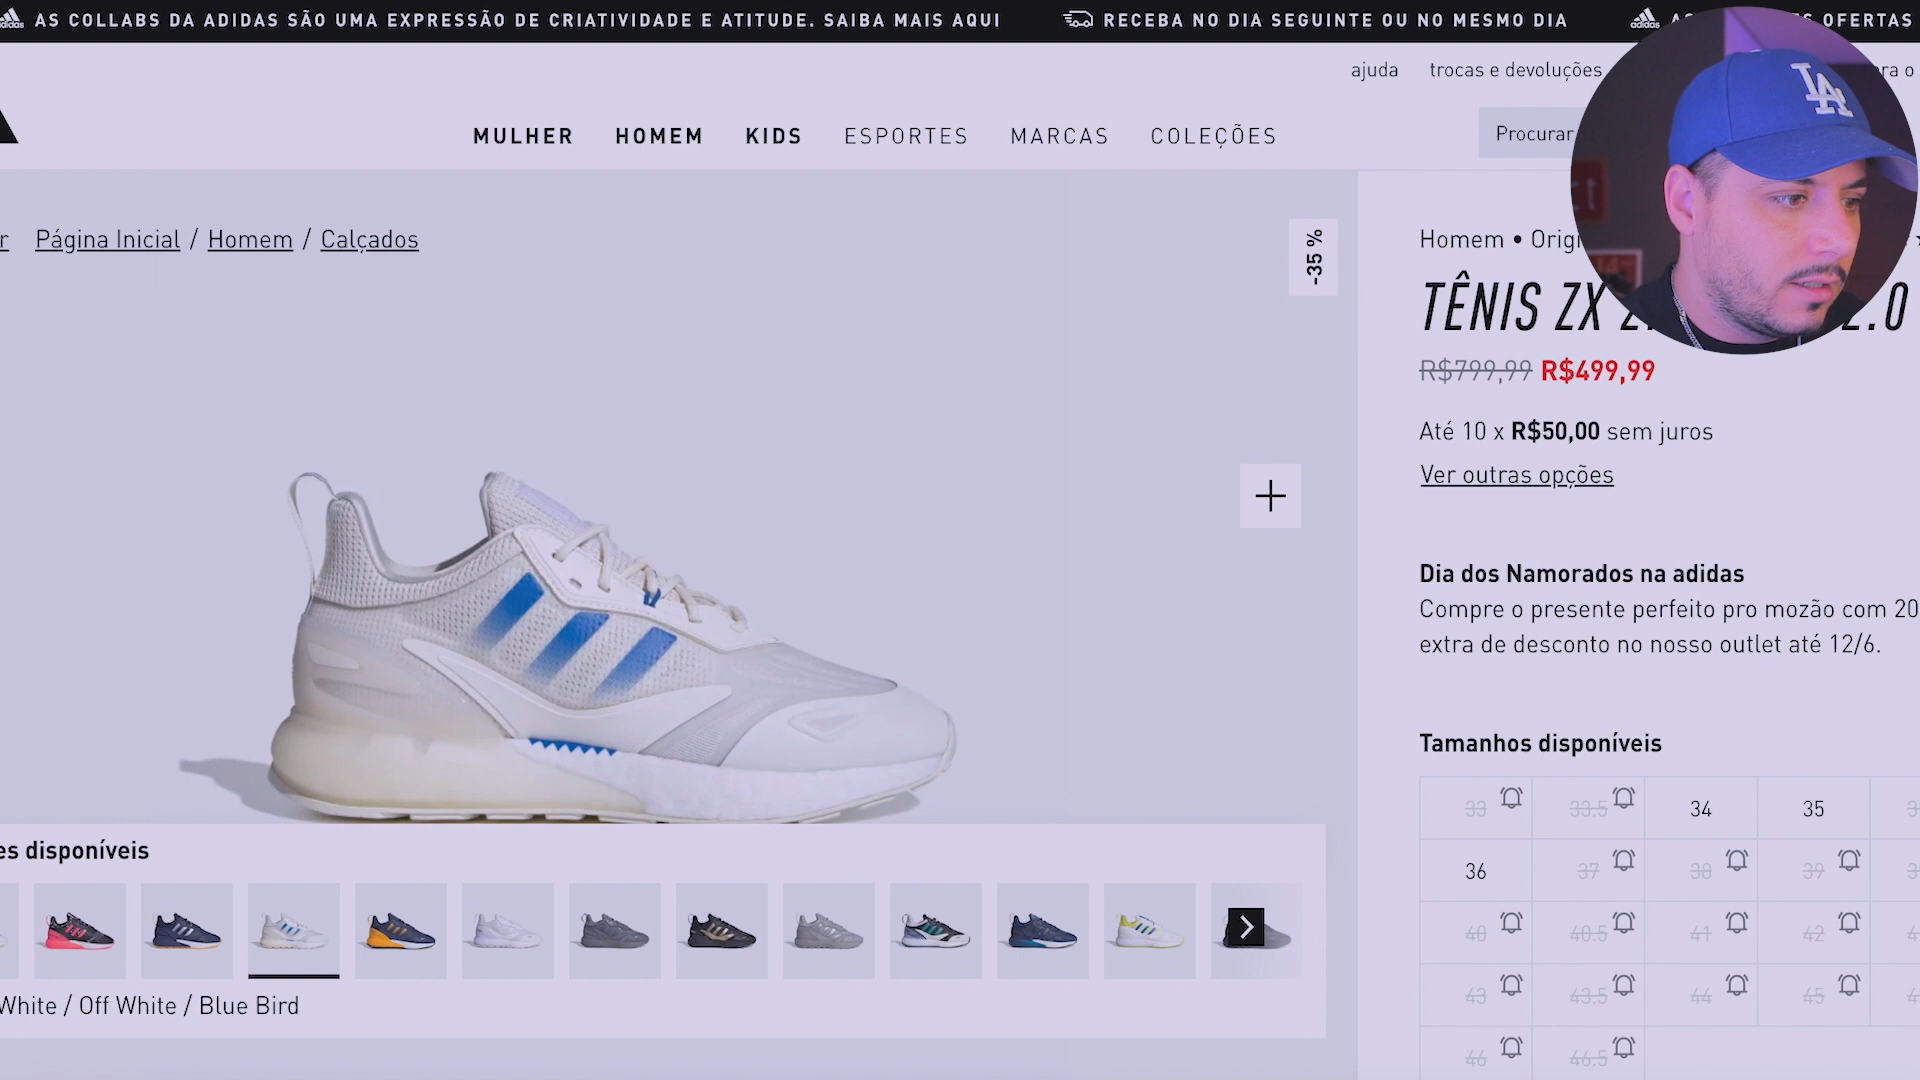 AS COLLABS DA ADIDAS SÃO UMA EXPRESSÃO DE CRIATIVIDADE E ATITUDE. SAIBA MAIS AQUI
RECEBA NO DIA SEGUINTE OU NO MESMO DIA
adidas
OFERTAS
ajuda
trocas e devoluções
MULHER
HOMEM
KIDS
ESPORTES
MARCAS
COLEÇÕES
Procurar
LA
Página Inicial / Homem / Calçados
-35 %
Homem •
TÊNIS ZX 2.0
R$799,99 R$499,99
Até 10 x R$50,00 sem juros
Ver outras opções
Dia dos Namorados na adidas
Compre o presente perfeito pro mozão com 20
extra de desconto no nosso outlet até 12/6.
Tamanhos disponíveis
33 33.5 34 35
36 37 38 39
40 40.5 41 42
43 43.5 44 45
46 46.5
disponíveis
White / Off White / Blue Bird